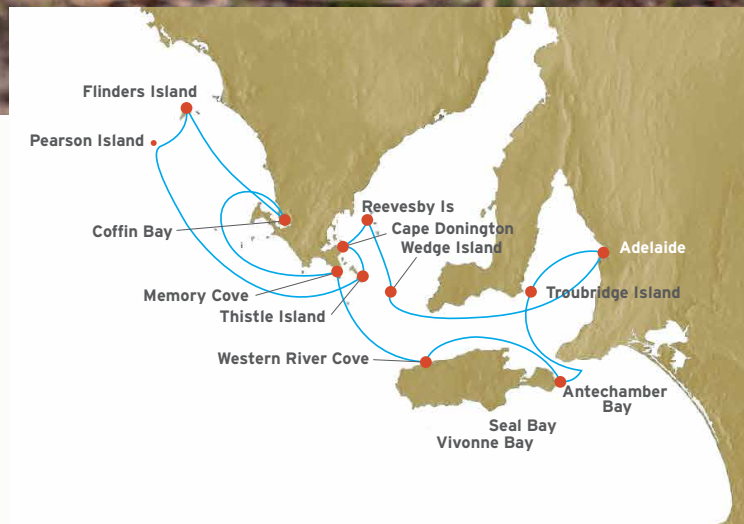 Flinders Island
Pearson Island
Reevesby Is
Coffin Bay
Cape Donington
Wedge Island
Adelaide
Memory Cove
Troubridge Island
Thistle Island
Western River Cove
Antechamber
Bay
Seal Bay
Vivonne Bay